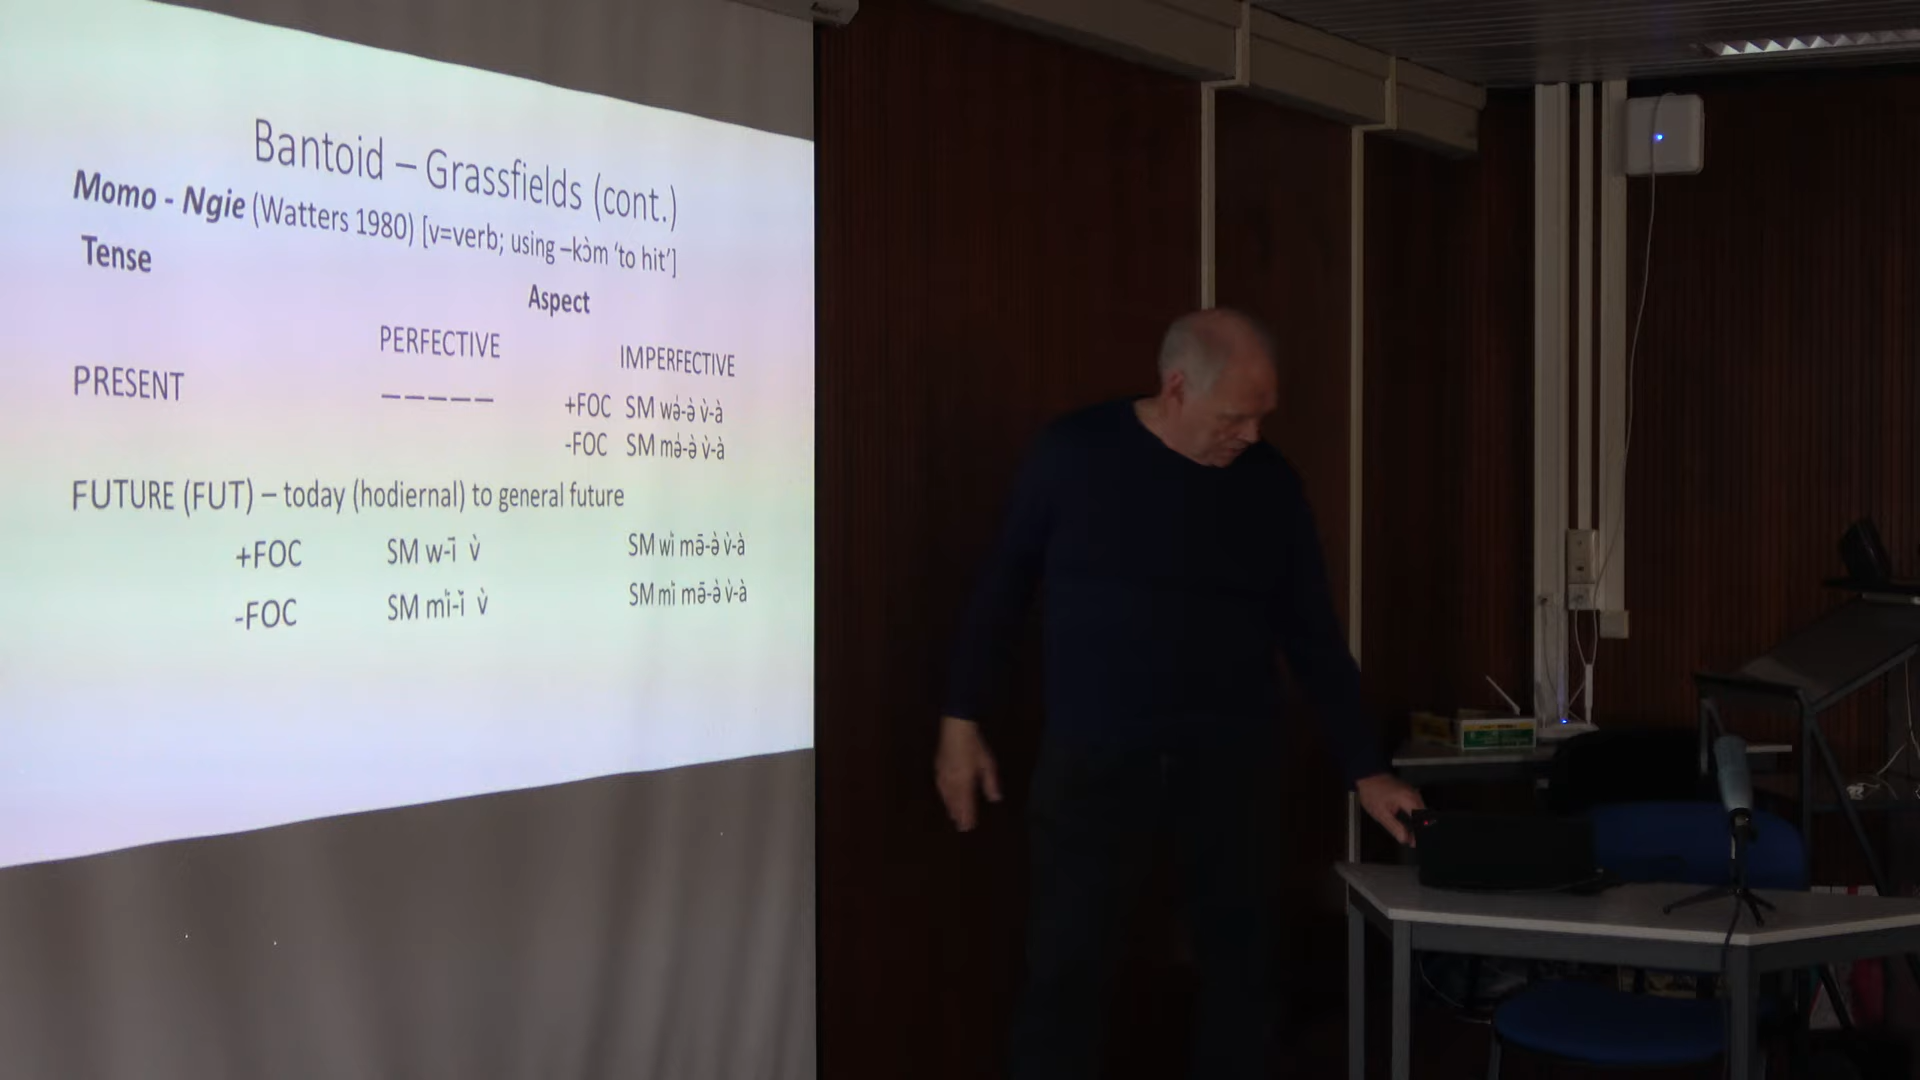 Bantoid – Grassfields (cont.)
Momo - Ngie (Watters 1980) [v=verb; using –kɔ̀m ‘to hit’]
Tense
Aspect
PERFECTIVE IMPERFECTIVE
PRESENT ————— +FOC SM wə́-ə̀ v̀-à
-FOC SM mə́-ə̀ v̀-à
FUTURE (FUT) – today (hodiernal) to general future
+FOC SM w-ī v̀ SM wǐ mə̄-ə̀ v̀-à
-FOC SM mǐ-ǐ v̀ SM mǐ mə̄-ə̀ v̀-à